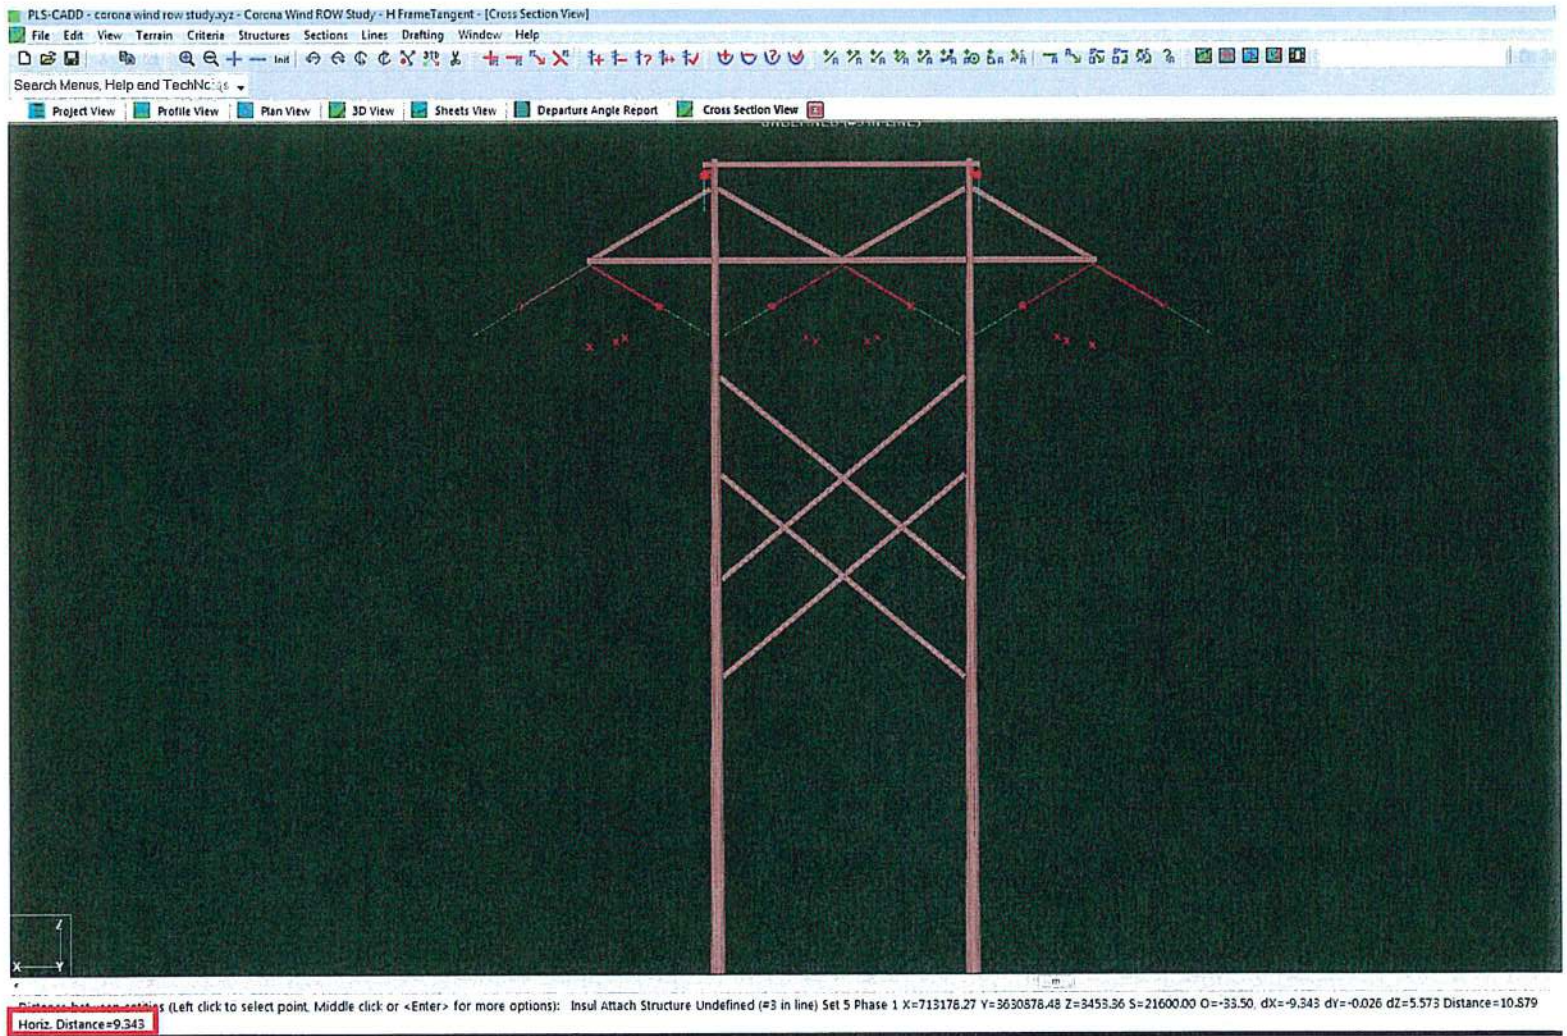 PLS-CADD - corona wind row study.xyz - Corona Wind ROW Study - H FrameTangent - [Cross Section View]
File Edit View Terrain Criteria Structures Sections Lines Drafting Window Help
Init
Search Menus, Help and TechNotes
Project View Profile View Plan View 3D View Sheets View Departure Angle Report Cross Section View
Z
X Y
Distance between entities (Left click to select point, Middle click or <Enter> for more options): Insul Attach Structure Undefined (#3 in line) Set 5 Phase 1 X=713178.27 Y=3630878.48 Z=3453.36 S=21600.00 O=-33.50, dX=-9.343 dY=-0.026 dZ=5.573 Distance=10.879
Horiz. Distance=9.343